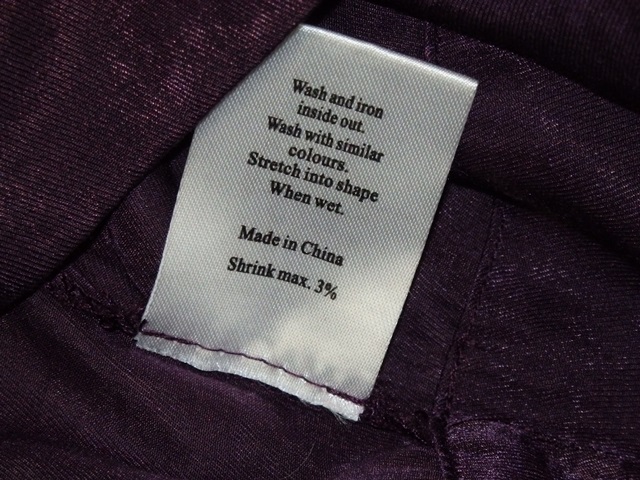 Wash and iron
inside out.
Wash with similar
colours.
Stretch into shape
When wet.
Made in China
Shrink max. 3%